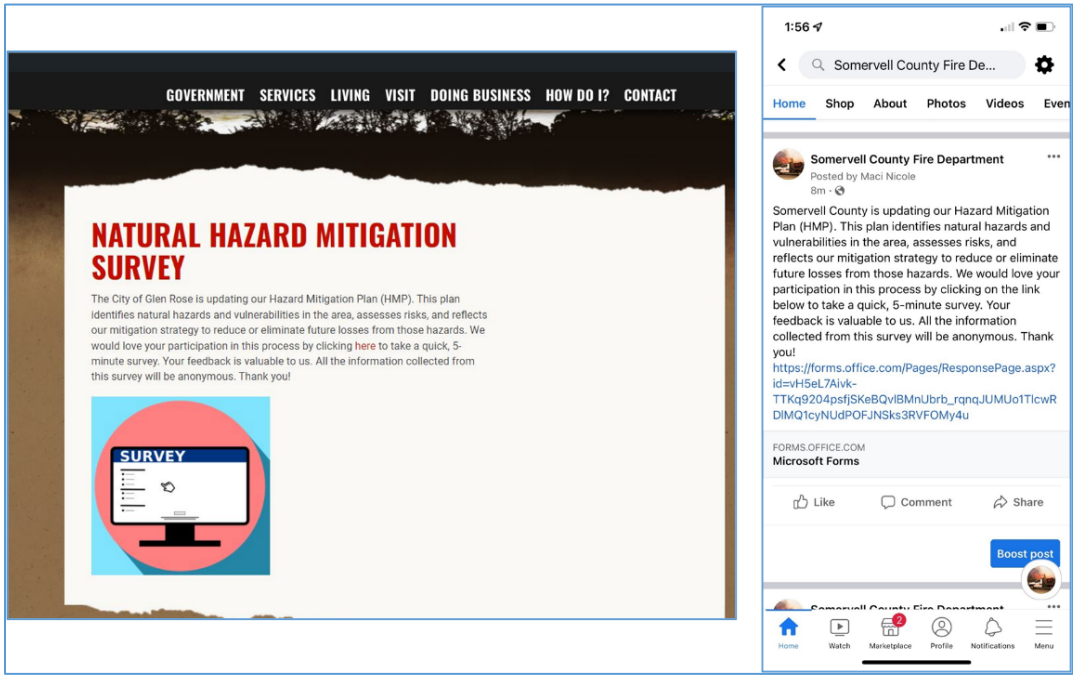 GOVERNMENT SERVICES LIVING VISIT DOING BUSINESS HOW DO I? CONTACT
NATURAL HAZARD MITIGATION
SURVEY
The City of Glen Rose is updating our Hazard Mitigation Plan (HMP). This plan
identifies natural hazards and vulnerabilities in the area, assesses risks, and reflects
our mitigation strategy to reduce or eliminate future losses from those hazards. We
would love your participation in this process by clicking here to take a quick, 5-
minute survey. Your feedback is valuable to us. All the information collected from
this survey will be anonymous. Thank you!
SURVEY
1:56
Somervell County Fire De...
Home Shop About Photos Videos Even
Somervell County Fire Department
Posted by Maci Nicole
8m ·
Somervell County is updating our Hazard Mitigation
Plan (HMP). This plan identifies natural hazards and
vulnerabilities in the area, assesses risks, and
reflects our mitigation strategy to reduce or eliminate
future losses from those hazards. We would love your
participation in this process by clicking on the link
below to take a quick, 5-minute survey. Your
feedback is valuable to us. All the information
collected from this survey will be anonymous. Thank
you!
https://forms.office.com/Pages/ResponsePage.aspx?
id=vH5eL7Aivk-
TTKq9204psfjSKeBQvlBMnUbrb_rqnqJUMUo1TlcwR
DlMQ1cyNUdPOFJNSks3RVFOMy4u
FORMS.OFFICE.COM
Microsoft Forms
Like Comment Share
Boost post
Somervell County Fire Department
2
Home Watch Marketplace Profile Notifications Menu